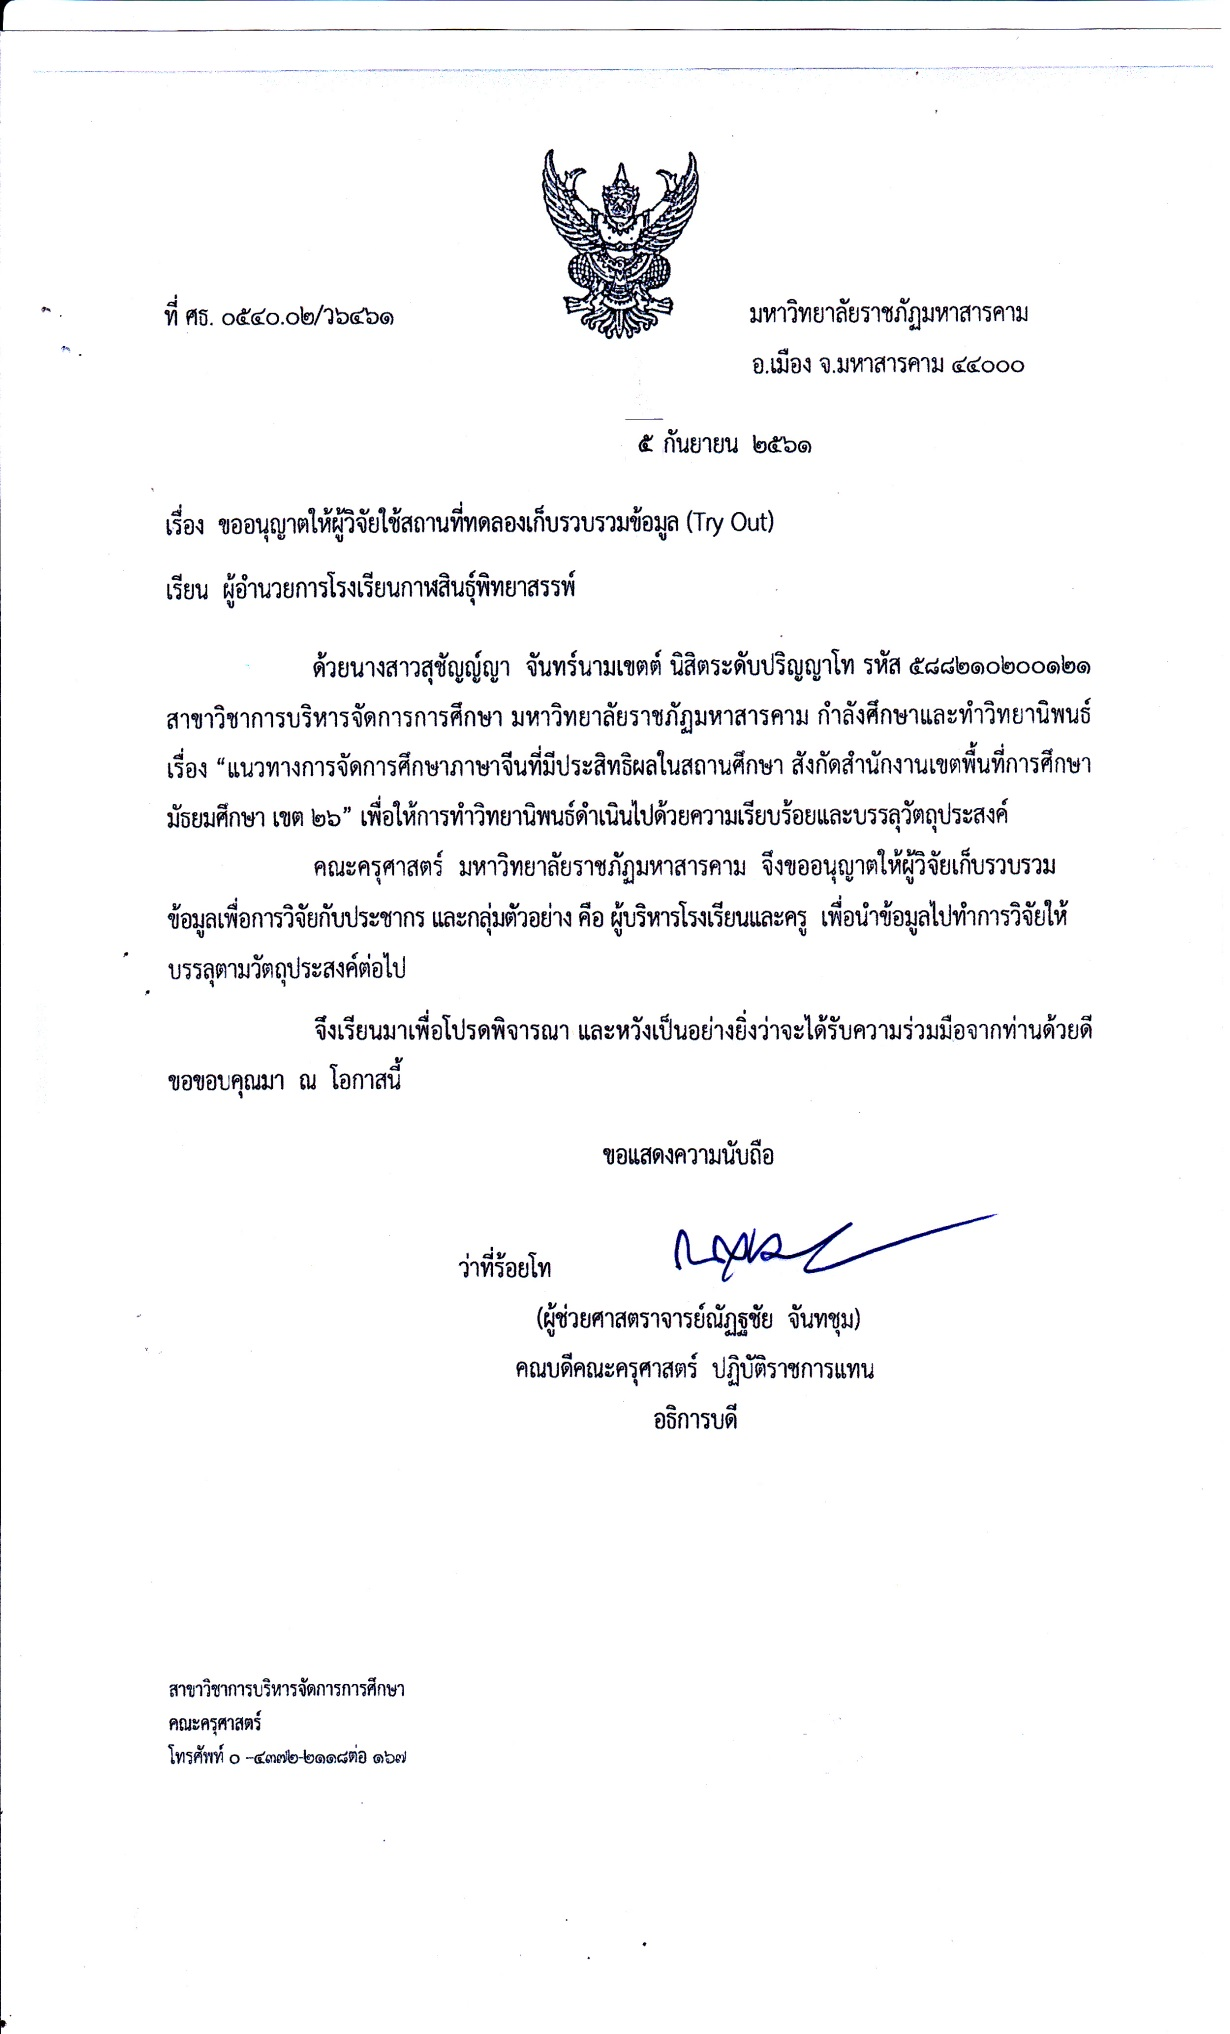 ที่ ศธ. ๐๕๔๐.๐๒/ว๖๔๖๑
มหาวิทยาลัยราชภัฏมหาสารคาม
อ.เมือง จ.มหาสารคาม ๔๔๐๐๐
๕ กันยายน ๒๕๖๑
เรื่อง ขออนุญาตให้ผู้วิจัยใช้สถานที่ทดลองเก็บรวบรวมข้อมูล (Try Out)
เรียน ผู้อำนวยการโรงเรียนกาฬสินธุ์พิทยาสรรพ์
ด้วยนางสาวสุชัญญ์ญา จันทร์นามเขตต์ นิสิตระดับปริญญาโท รหัส ๕๘๘๒๑๐๒๐๐๑๒๑
สาขาวิชาการบริหารจัดการการศึกษา มหาวิทยาลัยราชภัฏมหาสารคาม กำลังศึกษาและทำวิทยานิพนธ์
เรื่อง “แนวทางการจัดการศึกษาภาษาจีนที่มีประสิทธิผลในสถานศึกษา สังกัดสำนักงานเขตพื้นที่การศึกษา
มัธยมศึกษา เขต ๒๖” เพื่อให้การทำวิทยานิพนธ์ดำเนินไปด้วยความเรียบร้อยและบรรลุวัตถุประสงค์
คณะครุศาสตร์ มหาวิทยาลัยราชภัฏมหาสารคาม จึงขออนุญาตให้ผู้วิจัยเก็บรวบรวม
ข้อมูลเพื่อการวิจัยกับประชากร และกลุ่มตัวอย่าง คือ ผู้บริหารโรงเรียนและครู เพื่อนำข้อมูลไปทำการวิจัยให้
บรรลุตามวัตถุประสงค์ต่อไป
จึงเรียนมาเพื่อโปรดพิจารณา และหวังเป็นอย่างยิ่งว่าจะได้รับความร่วมมือจากท่านด้วยดี
ขอขอบคุณมา ณ โอกาสนี้
ขอแสดงความนับถือ
ว่าที่ร้อยโท
(ผู้ช่วยศาสตราจารย์ณัฏฐชัย จันทชุม)
คณบดีคณะครุศาสตร์ ปฏิบัติราชการแทน
อธิการบดี
สาขาวิชาการบริหารจัดการการศึกษา
คณะครุศาสตร์
โทรศัพท์ ๐ -๔๓๗๒-๒๑๑๘ต่อ ๑๖๗